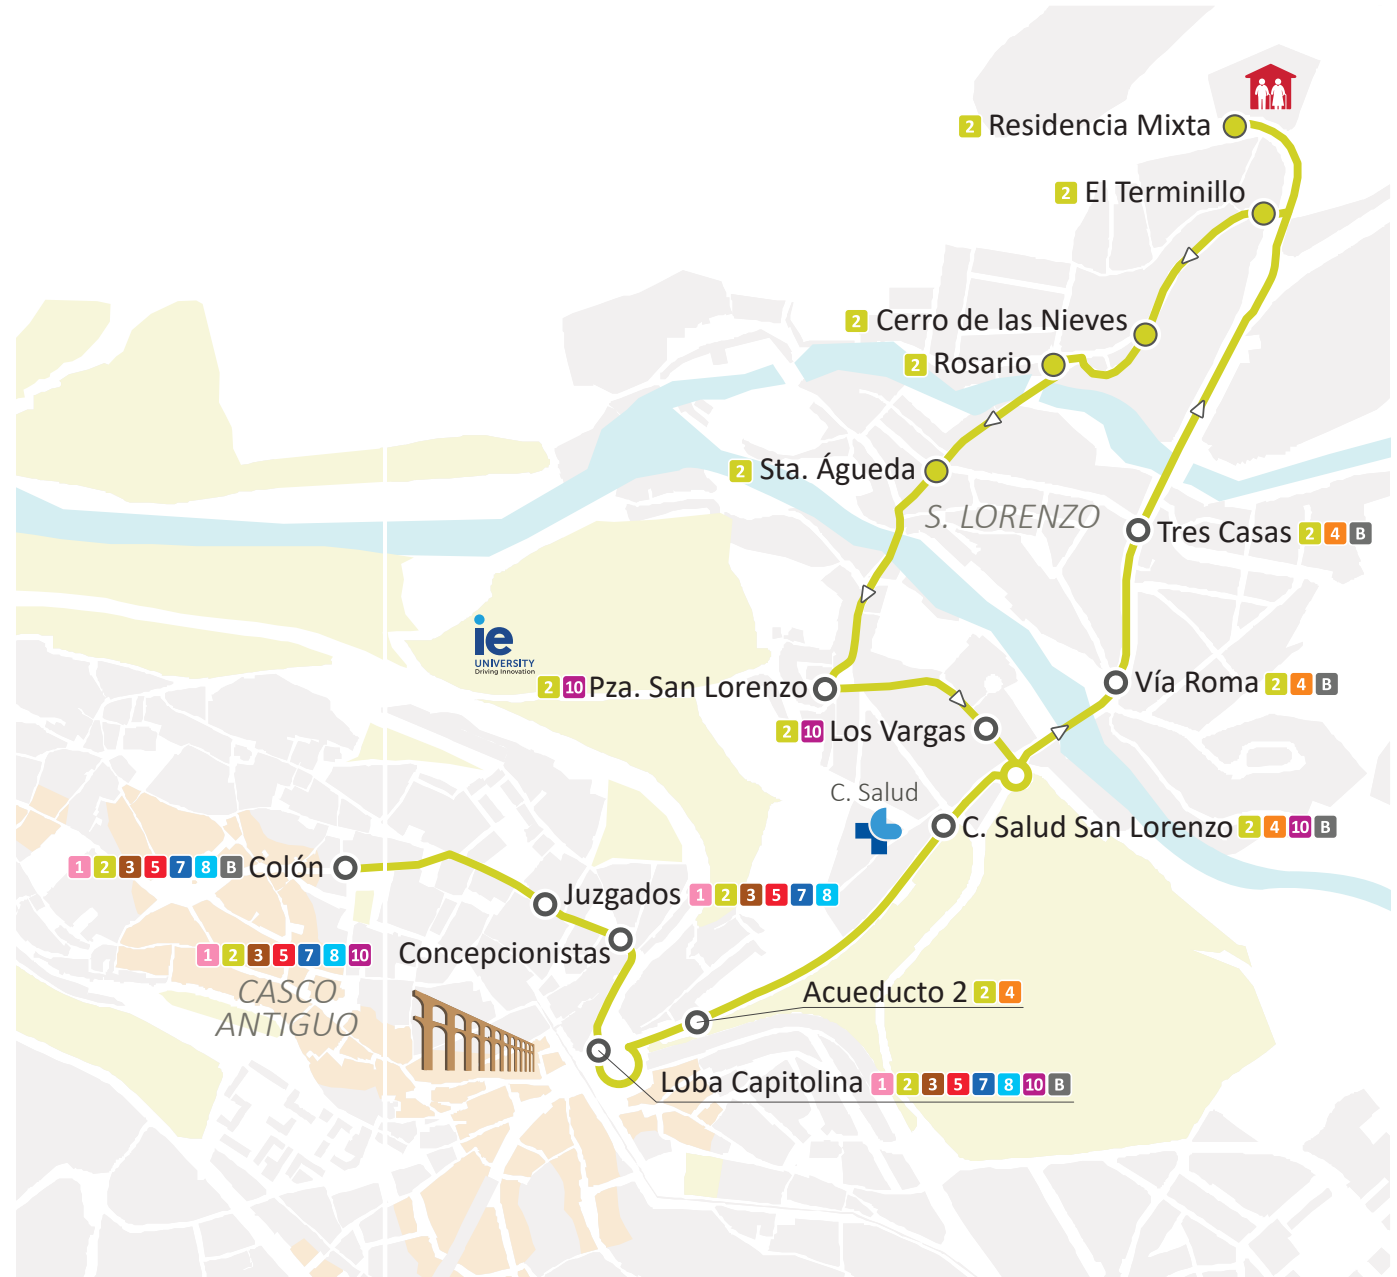 2 Residencia Mixta
2 El Terminillo
2 Cerro de las Nieves
2 Rosario
2 Sta. Águeda
S. LORENZO
Tres Casas 2 4 B
ie
UNIVERSITY
Driving Innovation
2 10 Pza. San Lorenzo
Vía Roma 2 4 B
2 10 Los Vargas
C. Salud
C. Salud San Lorenzo 2 4 10 B
1 2 3 5 7 8 B Colón
Juzgados 1 2 3 5 7 8
1 2 3 5 7 8 10 Concepcionistas
CASCO
ANTIGUO
Acueducto 2 2 4
Loba Capitolina 1 2 3 5 7 8 10 B